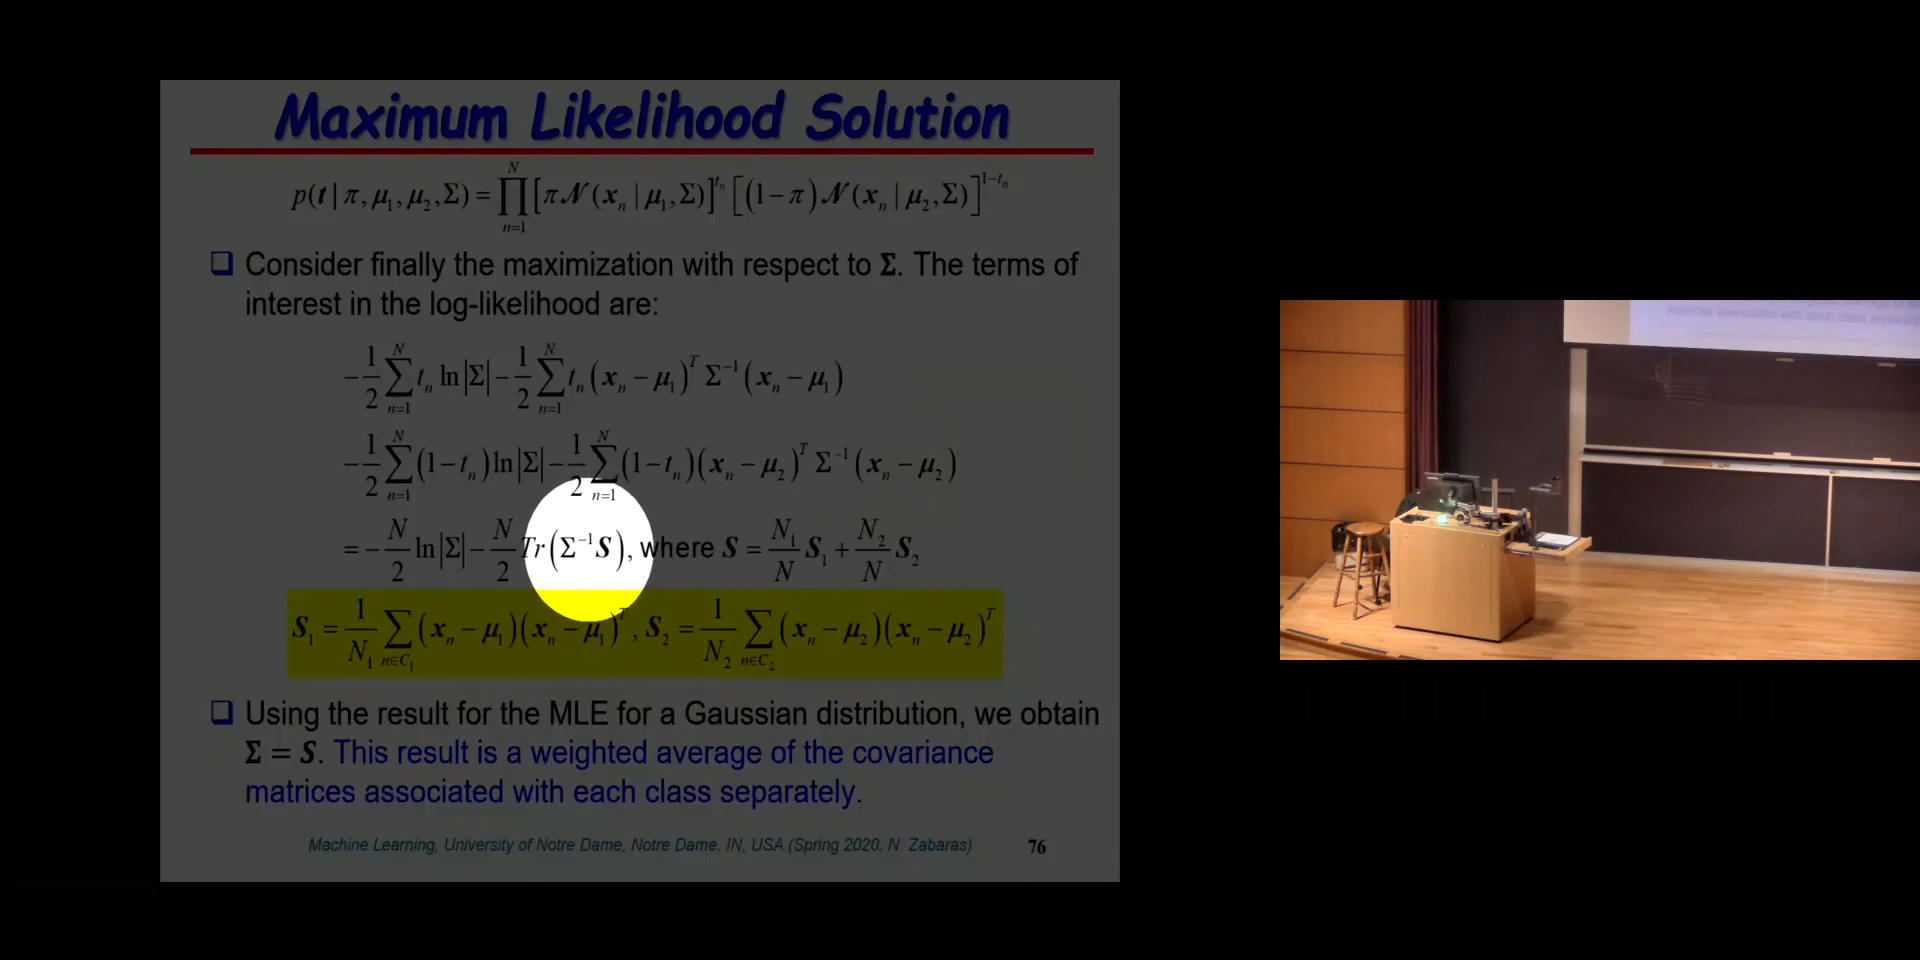 Maximum Likelihood Solution
p(t | π, μ₁, μ₂, Σ) = ∏_{n=1}^{N} [π𝒩(xₙ | μ₁, Σ)]^{tₙ} [(1−π)𝒩(xₙ | μ₂, Σ)]^{1−tₙ}
❑ Consider finally the maximization with respect to Σ. The terms of
interest in the log-likelihood are:
−1/2 ∑_{n=1}^{N} tₙ ln|Σ| − 1/2 ∑_{n=1}^{N} tₙ (xₙ − μ₁)^T Σ^{−1} (xₙ − μ₁)
−1/2 ∑_{n=1}^{N} (1−tₙ) ln|Σ| − 1/2 ∑_{n=1}^{N} (1−tₙ)(xₙ − μ₂)^T Σ^{−1} (xₙ − μ₂)
= −N/2 ln|Σ| − N/2 Tr(Σ^{−1}S), where S = N₁/N S₁ + N₂/N S₂
S₁ = 1/N₁ ∑_{n∈C₁} (xₙ − μ₁)(xₙ − μ₁)^T, S₂ = 1/N₂ ∑_{n∈C₂} (xₙ − μ₂)(xₙ − μ₂)^T
❑ Using the result for the MLE for a Gaussian distribution, we obtain
Σ = S. This result is a weighted average of the covariance
matrices associated with each class separately.
Machine Learning, University of Notre Dame, Notre Dame, IN, USA (Spring 2020, N. Zabaras) 76
matrices associated with each class